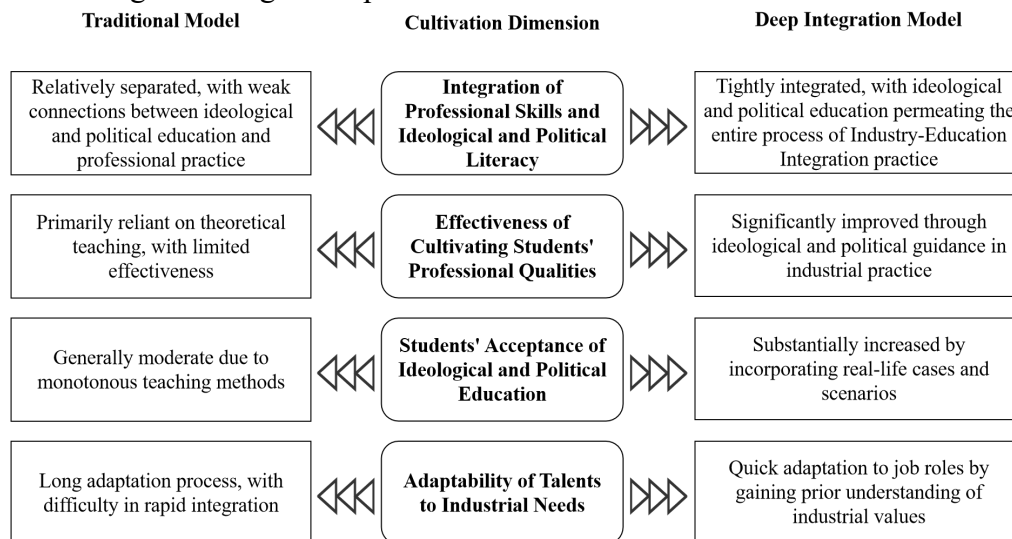 Traditional Model
Cultivation Dimension
Deep Integration Model
Relatively separated, with weak
connections between ideological
and political education and
professional practice
Integration of
Professional Skills and
Ideological and Political
Literacy
Tightly integrated, with ideological
and political education permeating the
entire process of Industry-Education
Integration practice
Primarily reliant on theoretical
teaching, with limited
effectiveness
Effectiveness of
Cultivating Students'
Professional Qualities
Significantly improved through
ideological and political guidance in
industrial practice
Generally moderate due to
monotonous teaching methods
Students' Acceptance of
Ideological and Political
Education
Substantially increased by
incorporating real-life cases and
scenarios
Long adaptation process, with
difficulty in rapid integration
Adaptability of Talents
to Industrial Needs
Quick adaptation to job roles by
gaining prior understanding of
industrial values